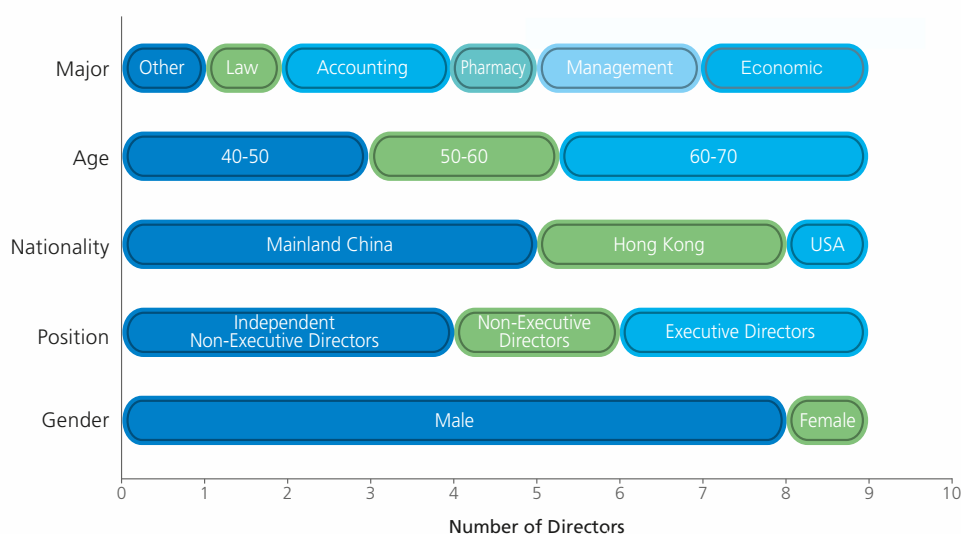 Major
Other
Law
Accounting
Pharmacy
Management
Economic
Age
40-50
50-60
60-70
Nationality
Mainland China
Hong Kong
USA
Position
Independent
Non-Executive Directors
Non-Executive
Directors
Executive Directors
Gender
Male
Female
0 1 2 3 4 5 6 7 8 9 10
Number of Directors